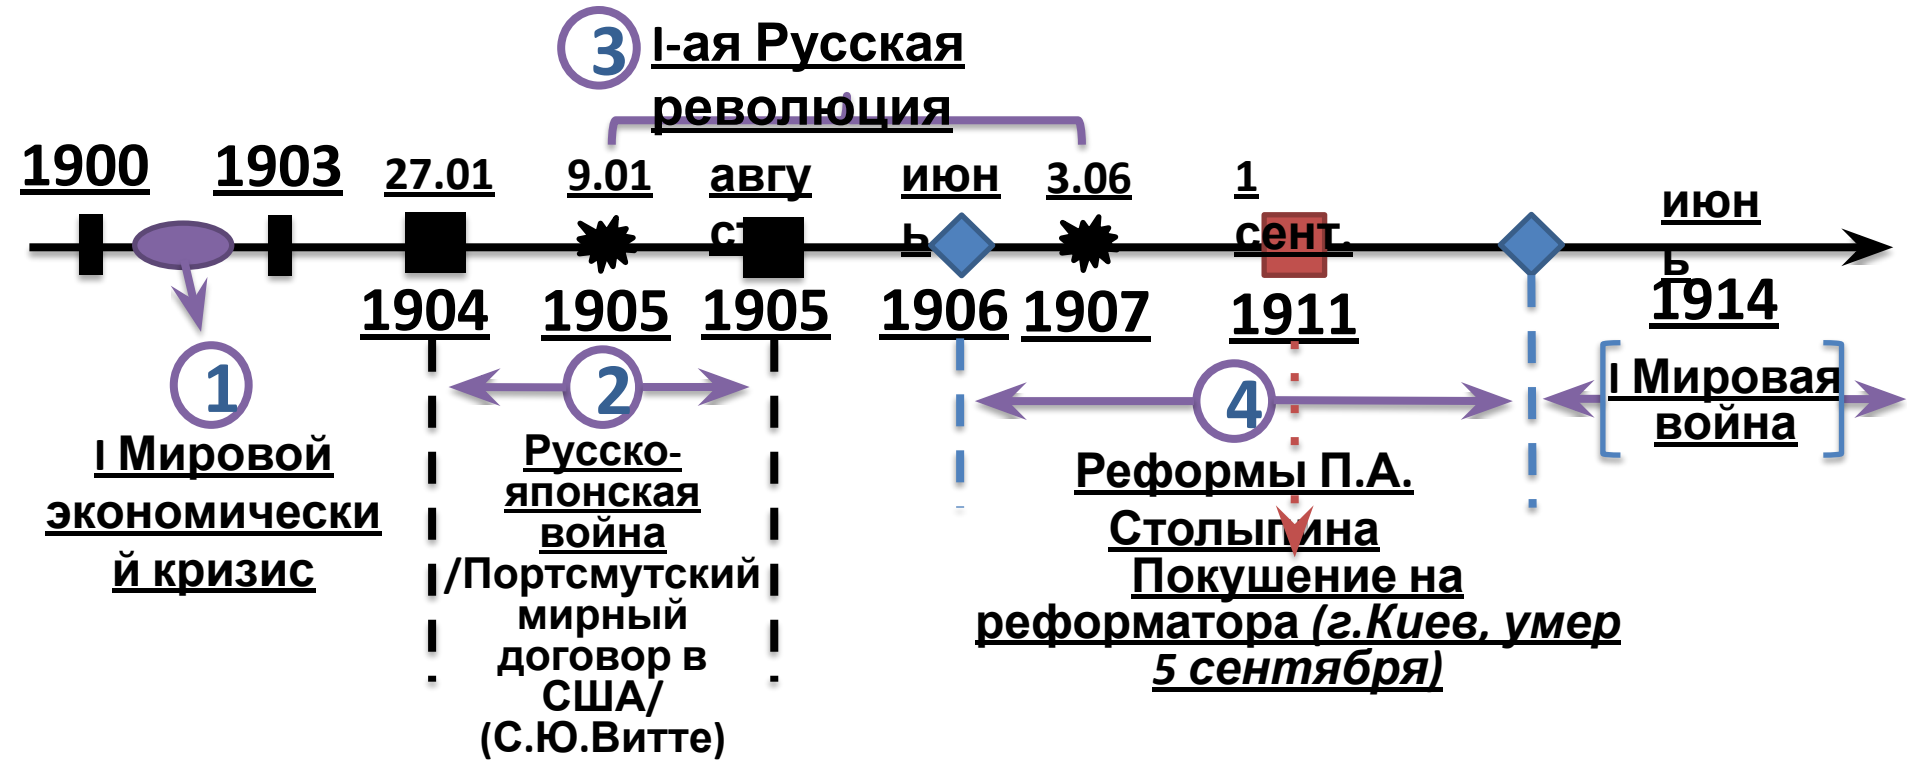 3
I-ая Русская
революция
1900
1903
27.01
9.01
авгу
ст
июн
ь
3.06
1
сент.
июн
ь
1904
1905
1905
1906
1907
1911
1914
1
I Мировой
экономически
й кризис
2
Русско-
японская
война
/Портсмутский
мирный
договор в
США/
(С.Ю.Витте)
4
Реформы П.А.
Столыпина
Покушение на
реформатора (г.Киев, умер
5 сентября)
I Мировая
война